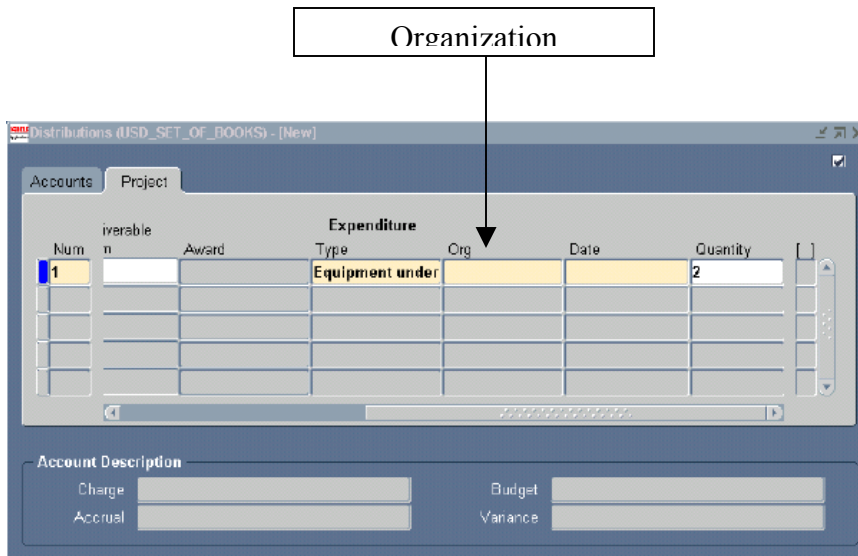 Organization
Distributions (USD_SET_OF_BOOKS) - [New]
Accounts Project
iverable Expenditure
Num n Award Type Org Date Quantity [ ]
1 Equipment under 2
Account Description
Charge Budget
Accrual Variance